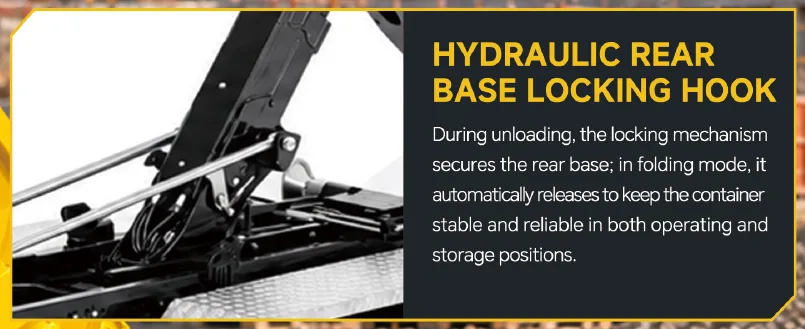 HYDRAULIC REAR
BASE LOCKING HOOK
During unloading, the locking mechanism
secures the rear base; in folding mode, it
automatically releases to keep the container
stable and reliable in both operating and
storage positions.